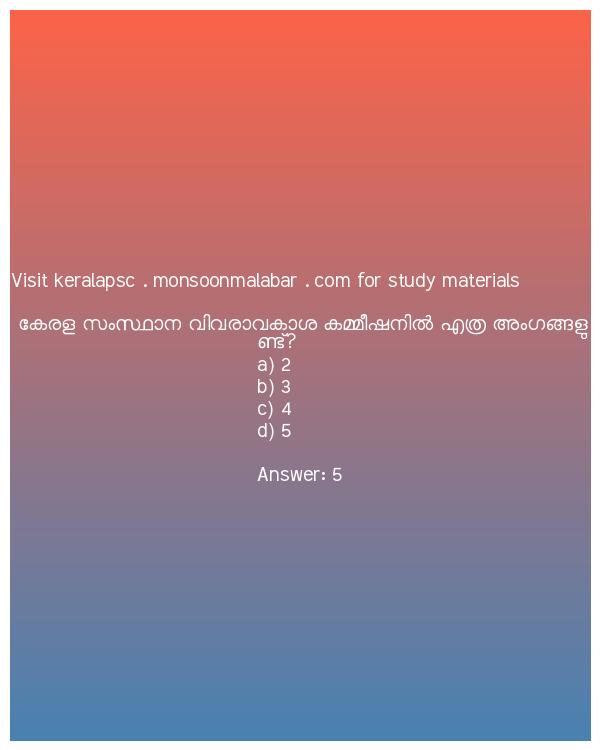 Visit keralapsc . monsoonmalabar . com for study materials
കേരള സംസ്ഥാന വിവരാവകാശ കമ്മീഷനിൽ എത്ര അംഗങ്ങളു
ണ്ട്?
a) 2
b) 3
c) 4
d) 5
Answer: 5